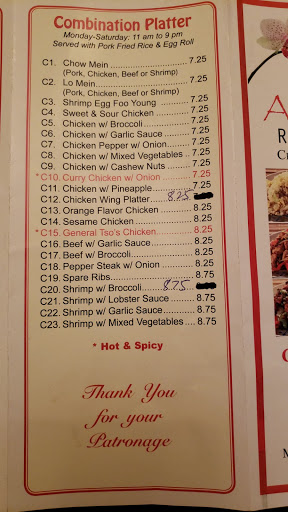 Combination Platter
Monday-Saturday: 11 am to 9 pm
Served with Pork Fried Rice & Egg Roll
C1. Chow Mein 7.25
(Pork, Chicken, Beef or Shrimp)
C2. Lo Mein 7.25
(Pork, Chicken, Beef or Shrimp)
C3. Shrimp Egg Foo Young 7.25
C4. Sweet & Sour Chicken 7.25
C5. Chicken w/ Broccoli 7.25
C6. Chicken w/ Garlic Sauce 7.25
C7. Chicken Pepper w/ Onion 7.25
C8. Chicken w/ Mixed Vegetables 7.25
C9. Chicken w/ Cashew Nuts 7.25
*C10. Curry Chicken w/ Onion 7.25
C11. Chicken w/ Pineapple 7.25
C12. Chicken Wing Platter 8.25
C13. Orange Flavor Chicken 8.25
C14. Sesame Chicken 8.25
*C15. General Tso's Chicken 8.25
C16. Beef w/ Garlic Sauce 8.25
C17. Beef w/ Broccoli 8.25
C18. Pepper Steak w/ Onion 8.25
C19. Spare Ribs 8.75
C20. Shrimp w/ Broccoli 8.75
C21. Shrimp w/ Lobster Sauce 8.75
C22. Shrimp w/ Garlic Sauce 8.75
C23. Shrimp w/ Mixed Vegetables 8.75
* Hot & Spicy
Thank You
for your
Patronage